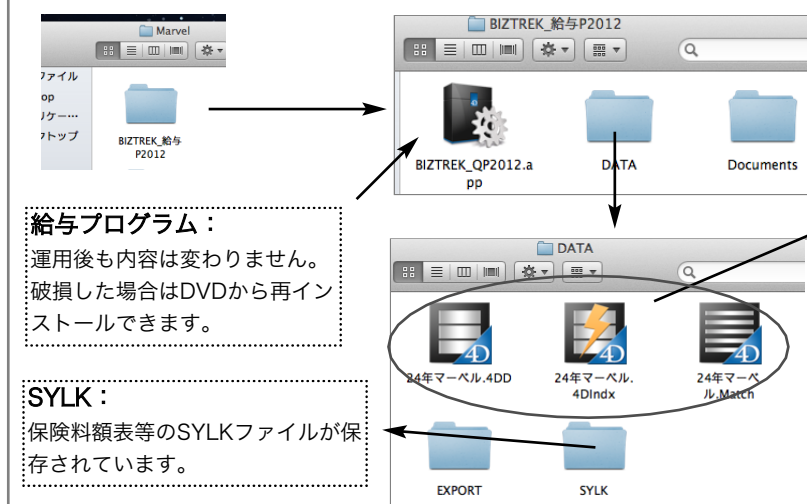 Marvel
ファイル
op
リケー…
クトップ
BIZTREK_給与
P2012
BIZTREK_給与P2012
BIZTREK_QP2012.a
pp
DATA
Documents
給与プログラム：
運用後も内容は変わりません。
破損した場合はDVDから再イン
ストールできます。
DATA
24年マーベル.4DD
24年マーベル.
4DIndx
24年マーベ
ル.Match
SYLK：
保険料額表等のSYLKファイルが保
存されています。
EXPORT
SYLK